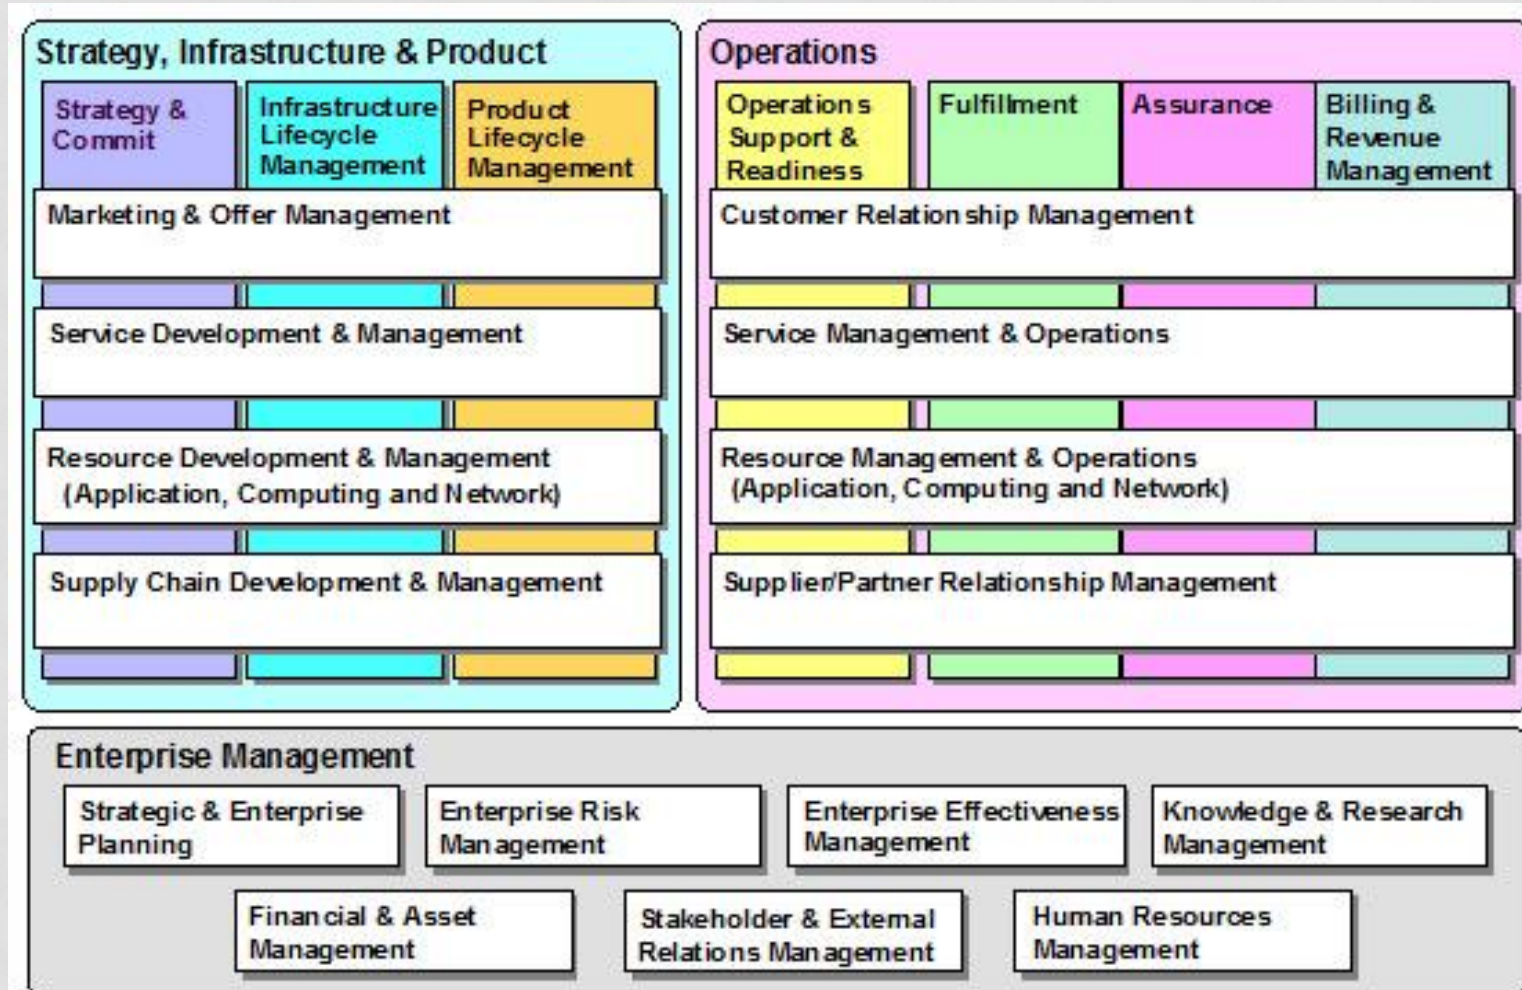 Strategy, Infrastructure & Product
Strategy &
Commit
Infrastructure
Lifecycle
Management
Product
Lifecycle
Management
Marketing & Offer Management
Service Development & Management
Resource Development & Management
(Application, Computing and Network)
Supply Chain Development & Management
Operations
Operations
Support &
Readiness
Fulfillment
Assurance
Billing &
Revenue
Management
Customer Relationship Management
Service Management & Operations
Resource Management & Operations
(Application, Computing and Network)
Supplier/Partner Relationship Management
Enterprise Management
Strategic & Enterprise
Planning
Enterprise Risk
Management
Enterprise Effectiveness
Management
Knowledge & Research
Management
Financial & Asset
Management
Stakeholder & External
Relations Management
Human Resources
Management